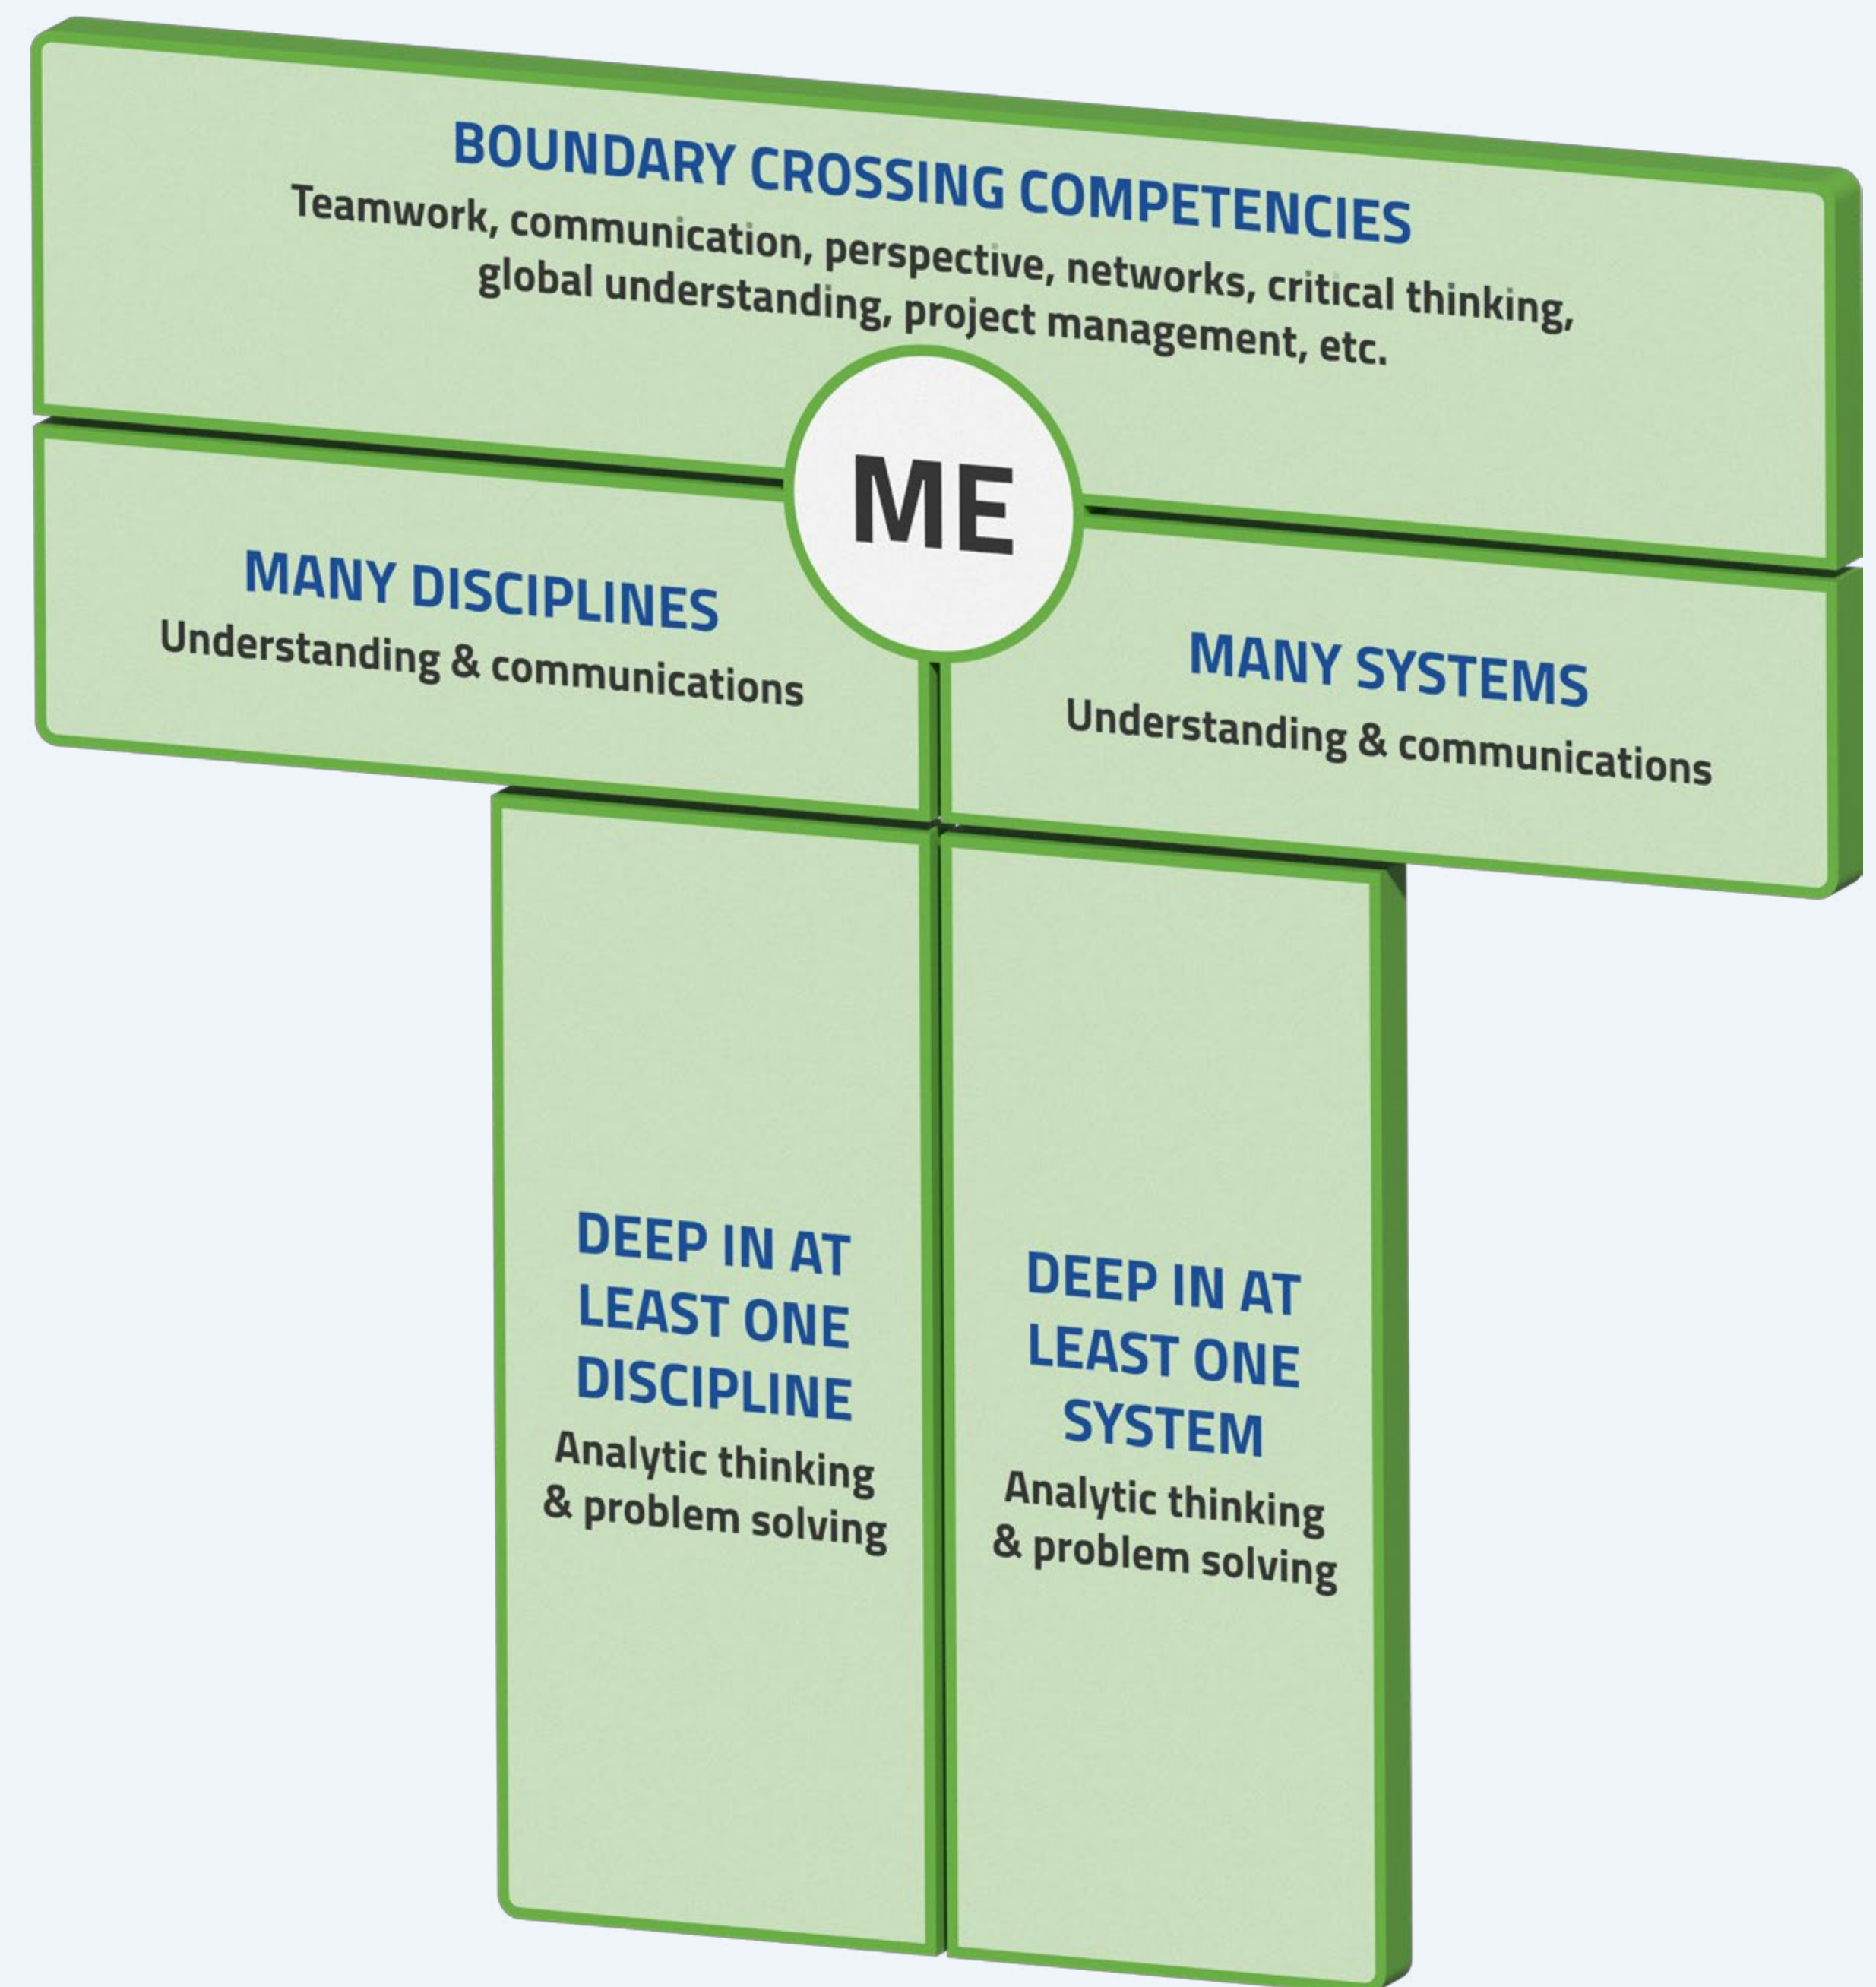 BOUNDARY CROSSING COMPETENCIES
Teamwork, communication, perspective, networks, critical thinking,
global understanding, project management, etc.
ME
MANY DISCIPLINES
Understanding & communications
MANY SYSTEMS
Understanding & communications
DEEP IN AT
LEAST ONE
DISCIPLINE
Analytic thinking
& problem solving
DEEP IN AT
LEAST ONE
SYSTEM
Analytic thinking
& problem solving